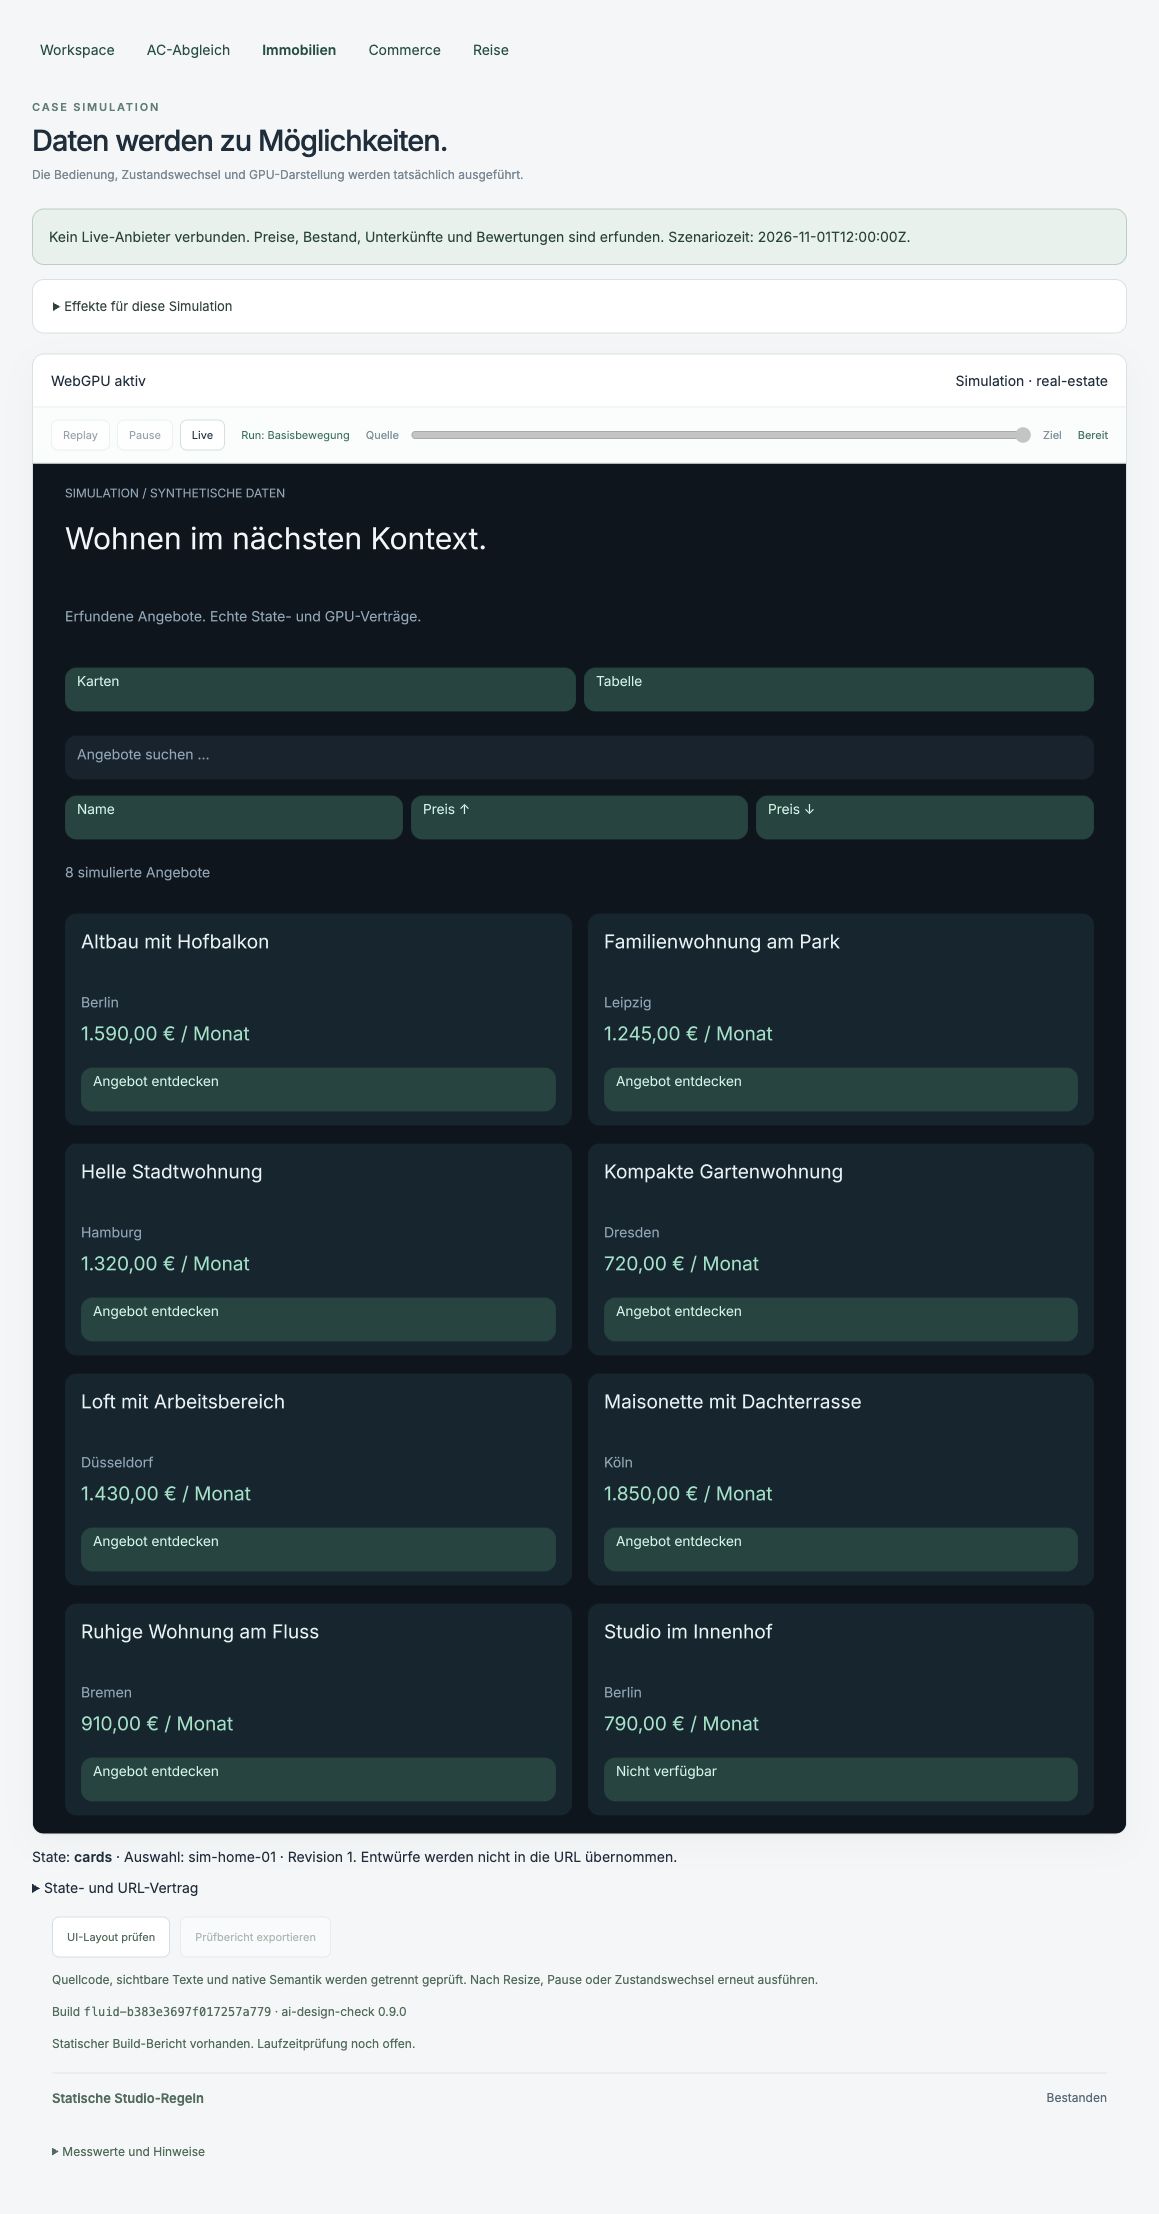 Workspace AC-Abgleich Immobilien Commerce Reise
CASE SIMULATION
Daten werden zu Möglichkeiten.
Die Bedienung, Zustandswechsel und GPU-Darstellung werden tatsächlich ausgeführt.
Kein Live-Anbieter verbunden. Preise, Bestand, Unterkünfte und Bewertungen sind erfunden. Szenariozeit: 2026-11-01T12:00:00Z.
Effekte für diese Simulation
WebGPU aktiv Simulation · real-estate
Replay Pause Live Run: Basisbewegung Quelle Ziel Bereit
SIMULATION / SYNTHETISCHE DATEN
Wohnen im nächsten Kontext.
Erfundene Angebote. Echte State- und GPU-Verträge.
Karten Tabelle
Angebote suchen ...
Name Preis ↑ Preis ↓
8 simulierte Angebote
Altbau mit Hofbalkon
Berlin
1.590,00 € / Monat
Angebot entdecken
Familienwohnung am Park
Leipzig
1.245,00 € / Monat
Angebot entdecken
Helle Stadtwohnung
Hamburg
1.320,00 € / Monat
Angebot entdecken
Kompakte Gartenwohnung
Dresden
720,00 € / Monat
Angebot entdecken
Loft mit Arbeitsbereich
Düsseldorf
1.430,00 € / Monat
Angebot entdecken
Maisonette mit Dachterrasse
Köln
1.850,00 € / Monat
Angebot entdecken
Ruhige Wohnung am Fluss
Bremen
910,00 € / Monat
Angebot entdecken
Studio im Innenhof
Berlin
790,00 € / Monat
Nicht verfügbar
State: cards · Auswahl: sim-home-01 · Revision 1. Entwürfe werden nicht in die URL übernommen.
State- und URL-Vertrag
UI-Layout prüfen Prüfbericht exportieren
Quellcode, sichtbare Texte und native Semantik werden getrennt geprüft. Nach Resize, Pause oder Zustandswechsel erneut ausführen.
Build fluid-b383e3697f017257a779 · ai-design-check 0.9.0
Statischer Build-Bericht vorhanden. Laufzeitprüfung noch offen.
Statische Studio-Regeln Bestanden
Messwerte und Hinweise